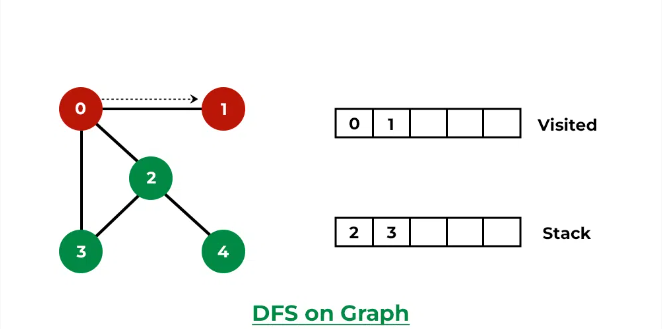 0 1
0 1 Visited
2
2 3 Stack
3 4
DFS on Graph